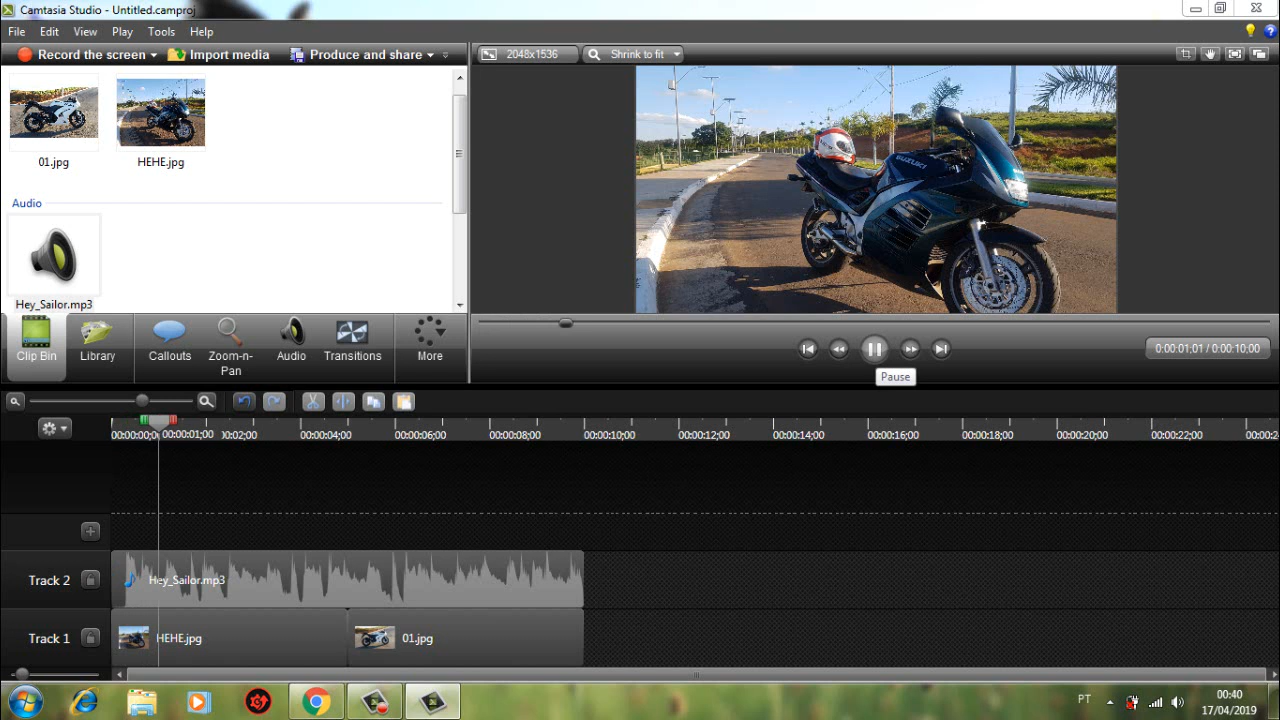 Camtasia Studio - Untitled.camproj
File Edit View Play Tools Help
Record the screen Import media Produce and share
2048x1536 Shrink to fit
01.jpg HEHE.jpg
Audio
Hey_Sailor.mp3
SUZUKI
Clip Bin Library Callouts Zoom-n-Pan Audio Transitions More
0:00:01;01 / 0:00:10;00
Pause
00:00:01;00 00:00:04;00 00:00:06;00 00:00:08;00 00:00:10;00 00:00:12;00 00:00:14;00 00:00:16;00 00:00:18;00 00:00:20;00 00:00:22;00
Track 2 Hey_Sailor.mp3
Track 1 HEHE.jpg 01.jpg
PT 00:40
17/04/2019